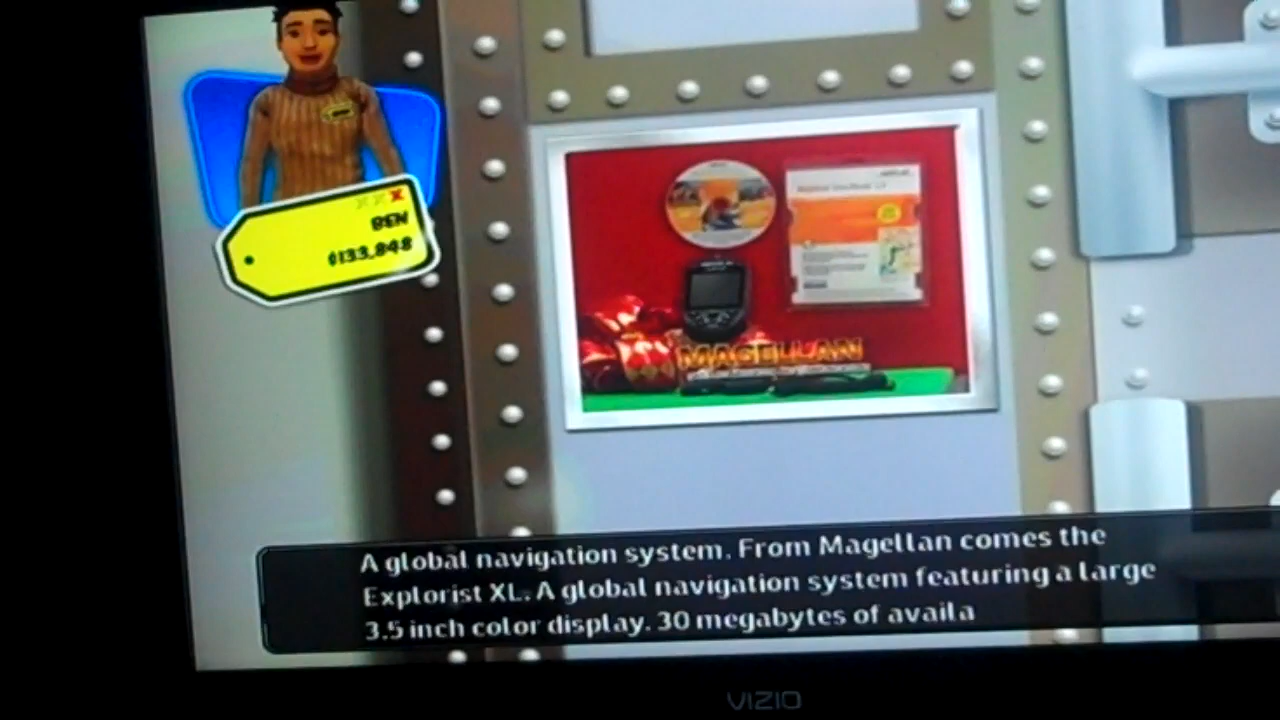 BEN
$133,848
MAGELLAN
A global navigation system. From Magellan comes the
Explorist XL. A global navigation system featuring a large
3.5 inch color display. 30 megabytes of availa
VIZIO